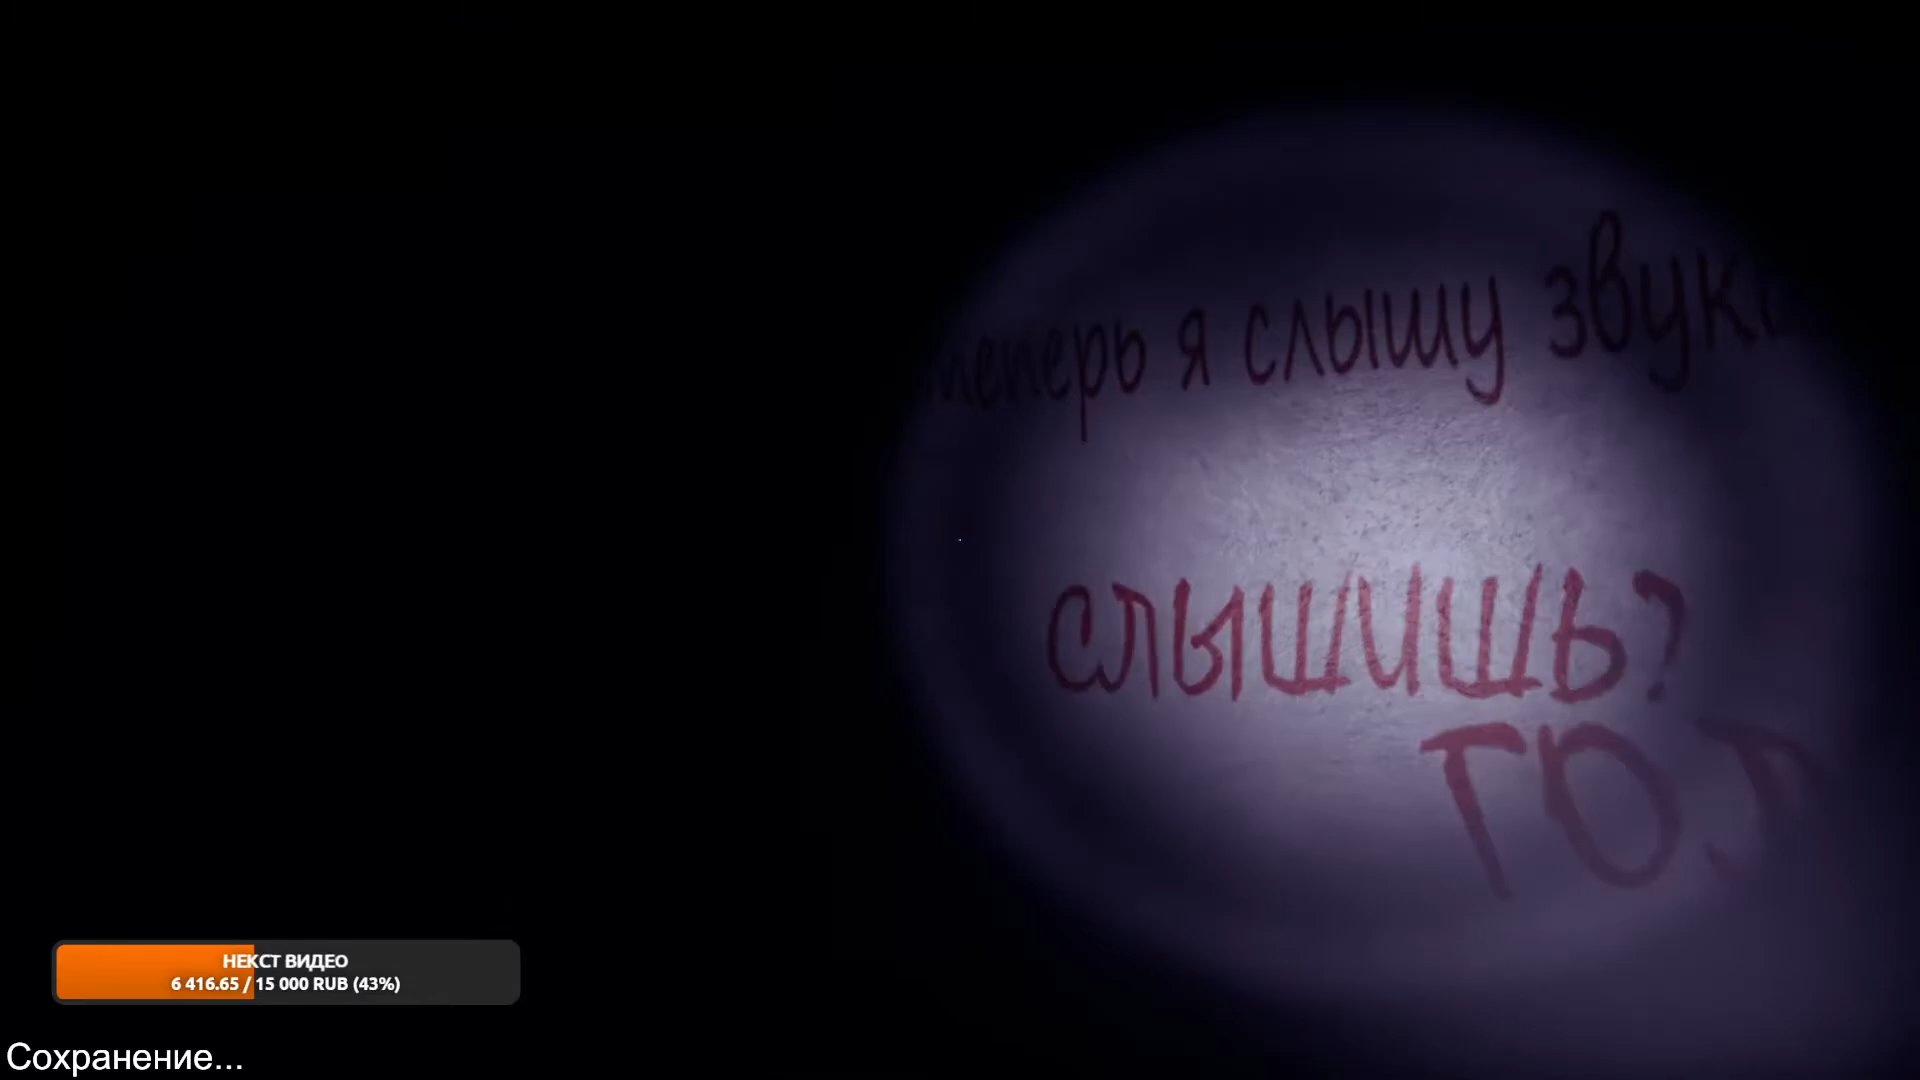 теперь я слышу звуки
слышишь?
НЕКСТ ВИДЕО
6 416.65 / 15 000 RUB (43%)
Сохранение...